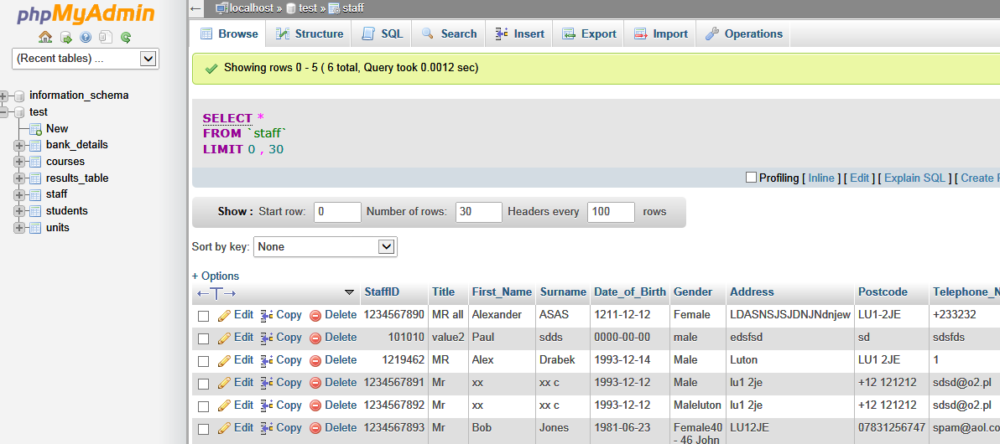 phpMyAdmin
(Recent tables) ...
information_schema
test
New
bank_details
courses
results_table
staff
students
units
localhost » test » staff
Browse Structure SQL Search Insert Export Import Operations
Showing rows 0 - 5 ( 6 total, Query took 0.0012 sec)
SELECT *
FROM `staff`
LIMIT 0 , 30
Profiling [ Inline ] [ Edit ] [ Explain SQL ] [ Create P
Show : Start row: 0 Number of rows: 30 Headers every 100 rows
Sort by key: None
+ Options
StaffID Title First_Name Surname Date_of_Birth Gender Address Postcode Telephone_N
Edit Copy Delete 1234567890 MR all Alexander ASAS 1211-12-12 Female LDASNSJSJDNJNdnjew LU1-2JE +233232
Edit Copy Delete 101010 value2 Paul sdds 0000-00-00 male edsfsd sd sdsfds
Edit Copy Delete 1219462 MR Alex Drabek 1993-12-14 Male Luton LU1 2JE 1
Edit Copy Delete 1234567891 Mr xx xx c 1993-12-12 Male lu1 2je +12 121212 sdsd@o2.pl
Edit Copy Delete 1234567892 Mr xx xx c 1993-12-12 Maleluton lu1 2je +12 121212 sdsd@o2.pl
Edit Copy Delete 1234567893 Mr Bob Jones 1981-06-23 Female40 LU12JE 07831256747 spam@aol.co
- 46 John